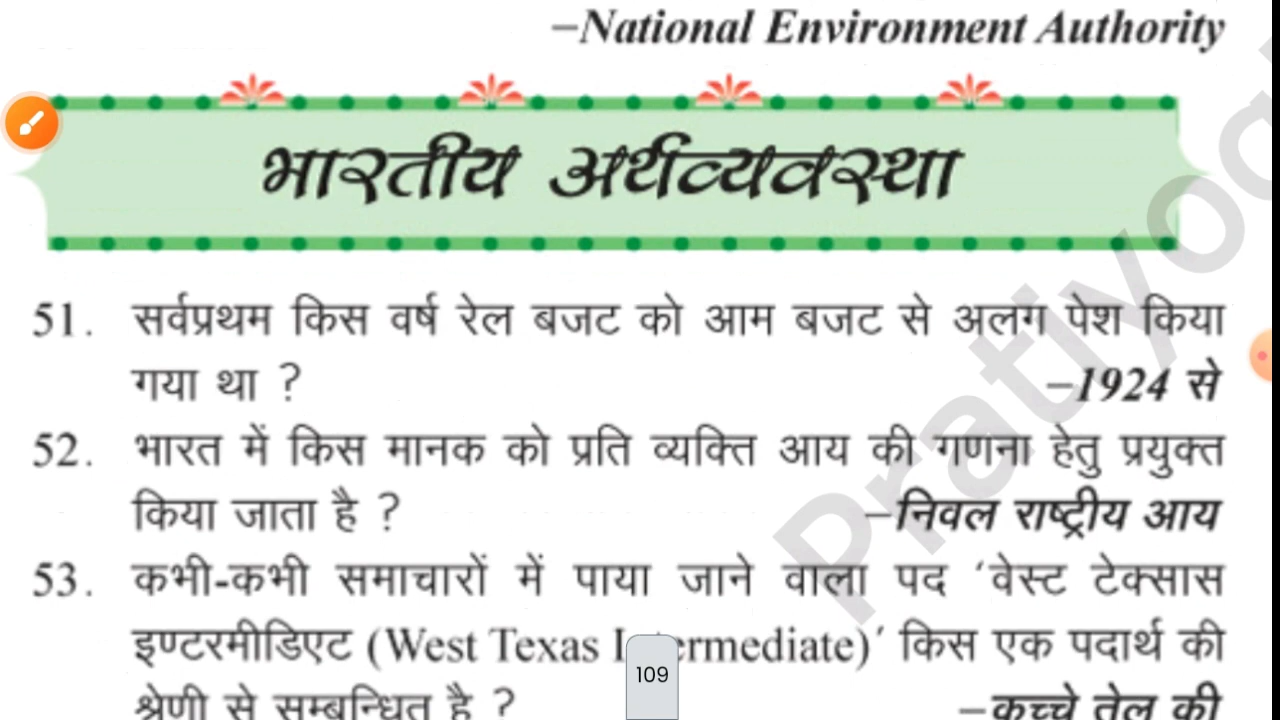 –National Environment Authority
भारतीय अर्थव्यवस्था
51. सर्वप्रथम किस वर्ष रेल बजट को आम बजट से अलग पेश किया
गया था ? –1924 से
52. भारत में किस मानक को प्रति व्यक्ति आय की गणना हेतु प्रयुक्त
किया जाता है ? –निवल राष्ट्रीय आय
53. कभी-कभी समाचारों में पाया जाने वाला पद ‘वेस्ट टेक्सास
इण्टरमीडिएट (West Texas Intermediate)’ किस एक पदार्थ की
109
श्रेणी से सम्बन्धित है ? –कच्चे तेल की